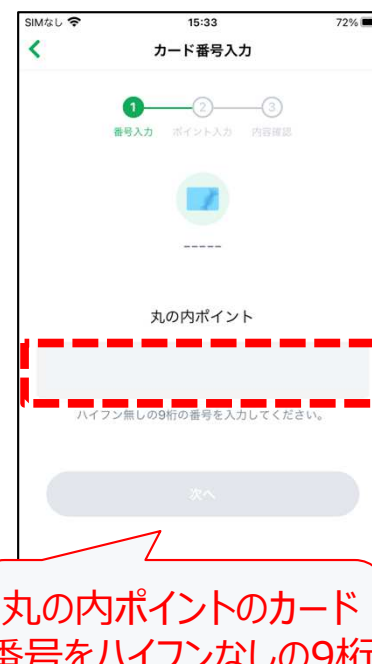 SIMなし 15:33 72%
カード番号入力
1 2 3
番号入力 ポイント入力 内容確認
-----
丸の内ポイント
ハイフン無しの9桁の番号を入力してください。
次へ
丸の内ポイントのカード
番号をハイフンなしの9桁